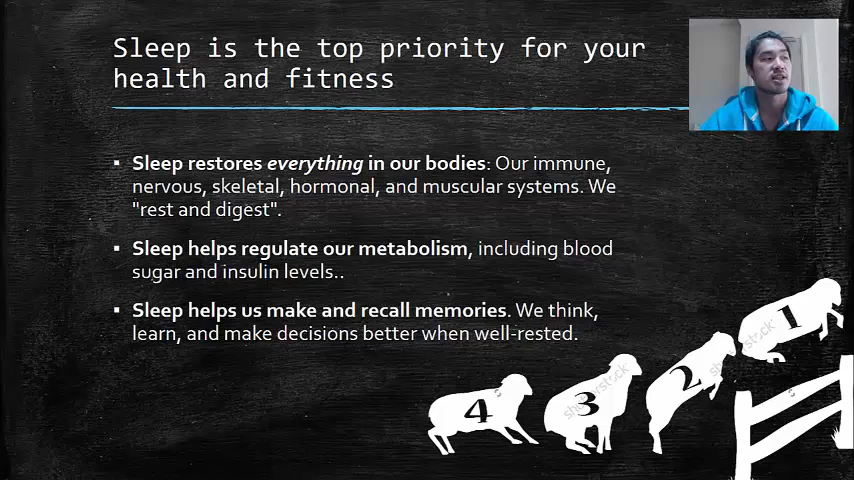 Sleep is the top priority for your
health and fitness
▪ Sleep restores everything in our bodies: Our immune,
nervous, skeletal, hormonal, and muscular systems. We
"rest and digest".
▪ Sleep helps regulate our metabolism, including blood
sugar and insulin levels..
▪ Sleep helps us make and recall memories. We think,
learn, and make decisions better when well-rested.
1
2
3
4
shutterstock